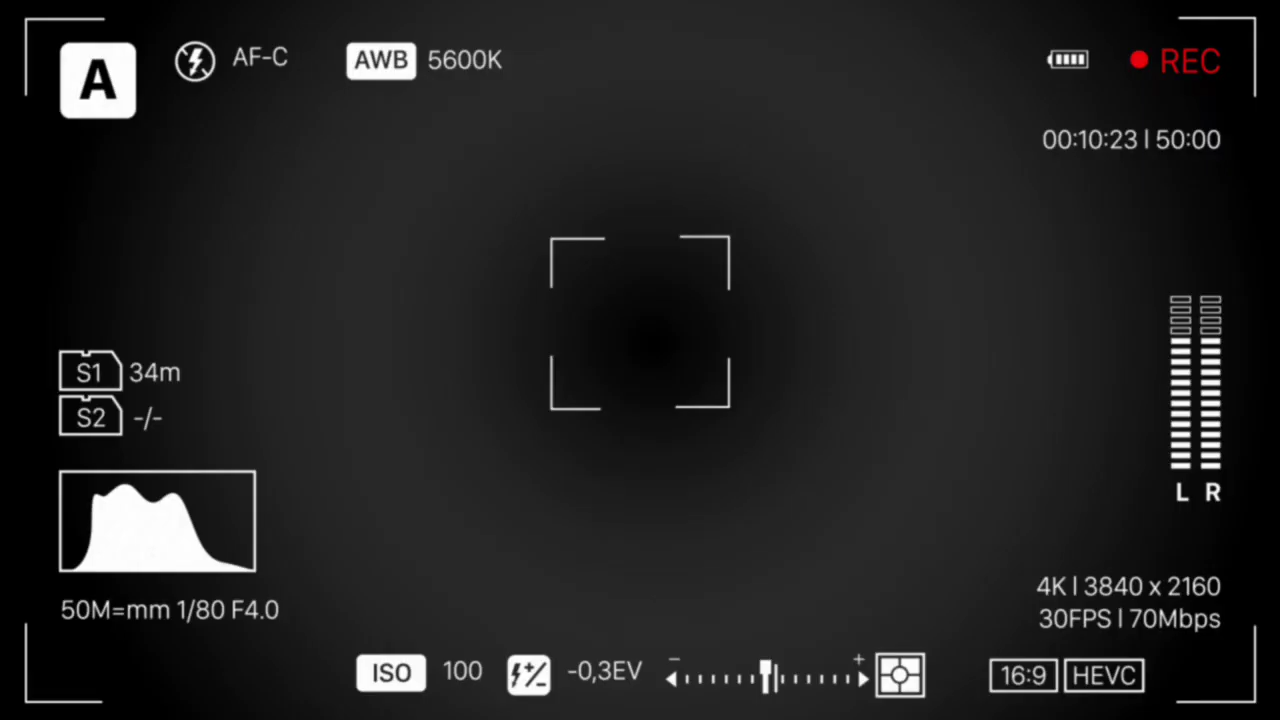 A AF-C AWB 5600K REC
00:10:23 | 50:00
S1 34m
S2 -/-
L R
50M=mm 1/80 F4.0
4K | 3840 x 2160
30FPS | 70Mbps
ISO 100 -0,3EV - + 16:9 HEVC